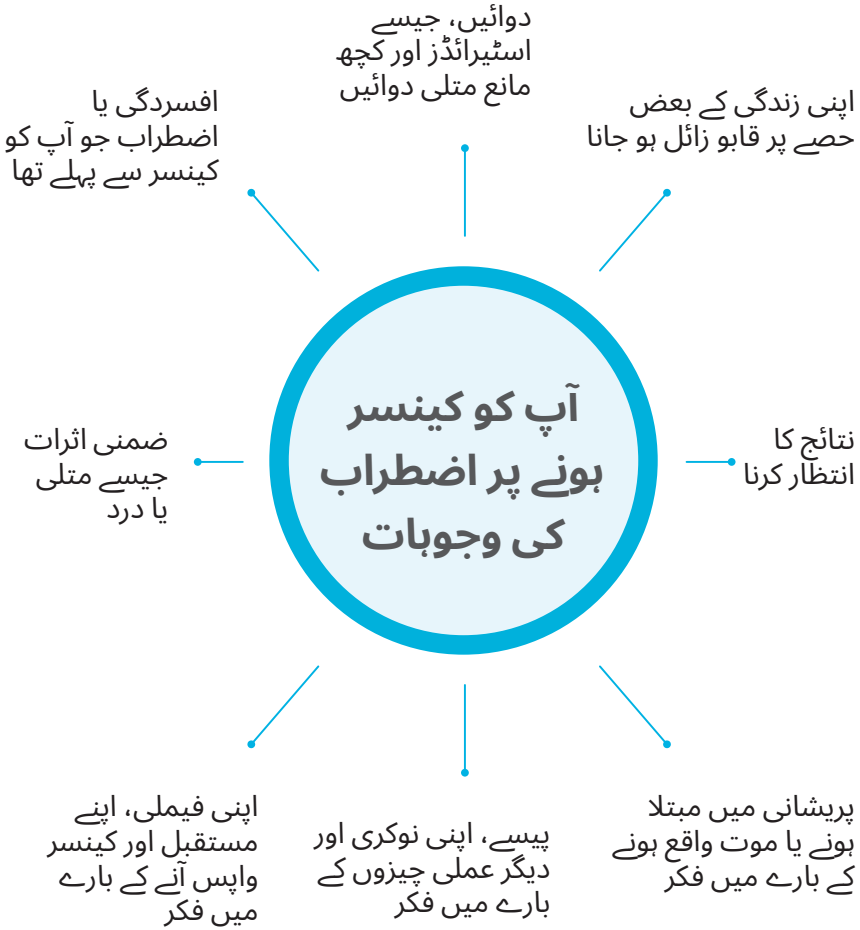 آپ کو کینسر
ہونے پر اضطراب
کی وجوہات
دوائیں، جیسے
اسٹیرائڈز اور کچھ
مانع متلی دوائیں
اپنی زندگی کے بعض
حصے پر قابو زائل ہو جانا
نتائج کا
انتظار کرنا
پریشانی میں مبتلا
ہونے یا موت واقع ہونے
کے بارے میں فکر
پیسے، اپنی نوکری اور
دیگر عملی چیزوں کے
بارے میں فکر
اپنی فیملی، اپنے
مستقبل اور کینسر
واپس آنے کے بارے
میں فکر
ضمنی اثرات
جیسے متلی
یا درد
افسردگی یا
اضطراب جو آپ کو
کینسر سے پہلے تھا